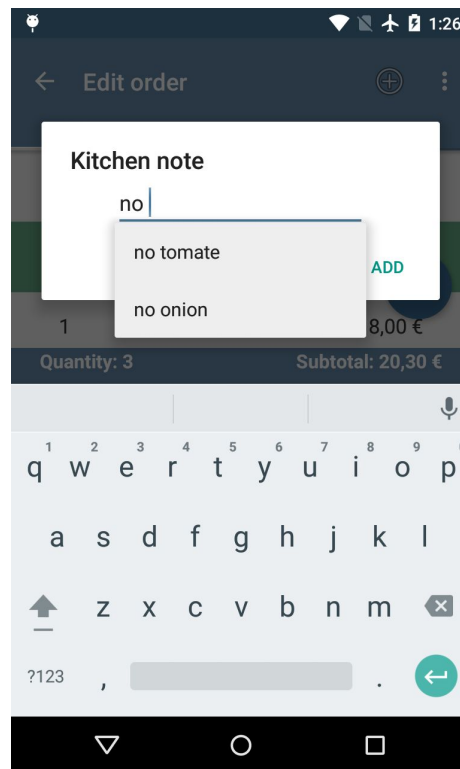 1:26
Edit order
Kitchen note
no
no tomate
ADD
no onion
1 8,00 €
Quantity: 3 Subtotal: 20,30 €
1 2 3 4 5 6 7 8 9
q w e r t y u i o p
a s d f g h j k l
z x c v b n m
?123 , .